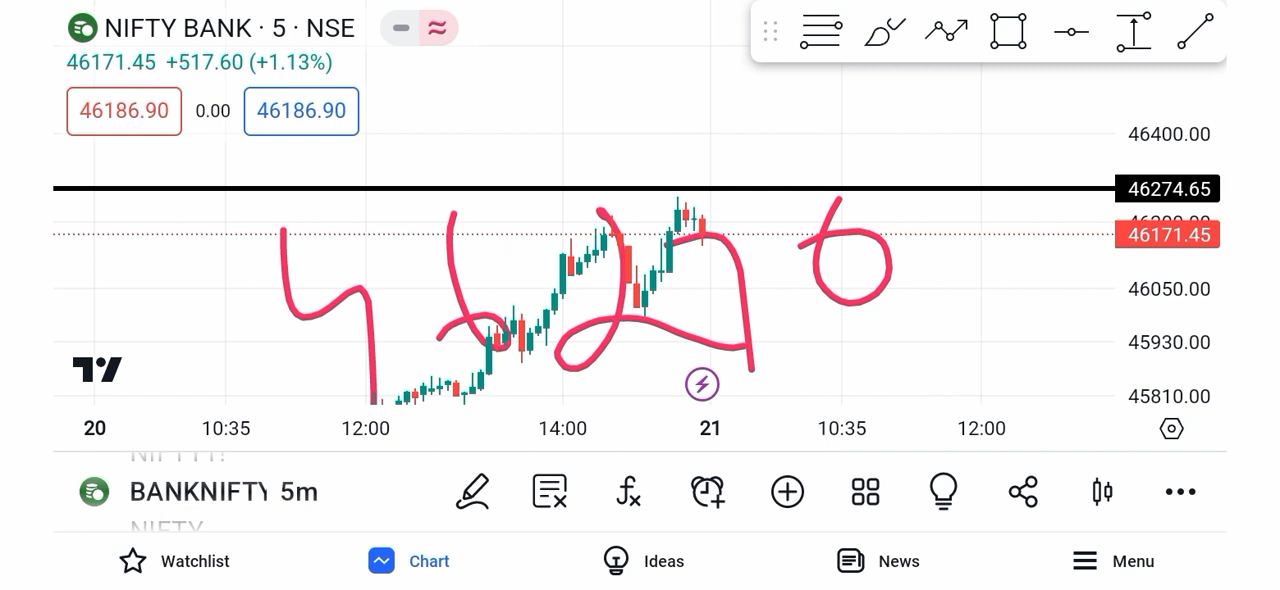 NIFTY BANK · 5 · NSE
46171.45 +517.60 (+1.13%)
46186.90 0.00 46186.90
46400.00
46274.65
46171.45
46050.00
45930.00
45810.00
20 10:35 12:00 14:00 21 10:35 12:00
BANKNIFTY 5m
NIFTY
Watchlist Chart Ideas News Menu